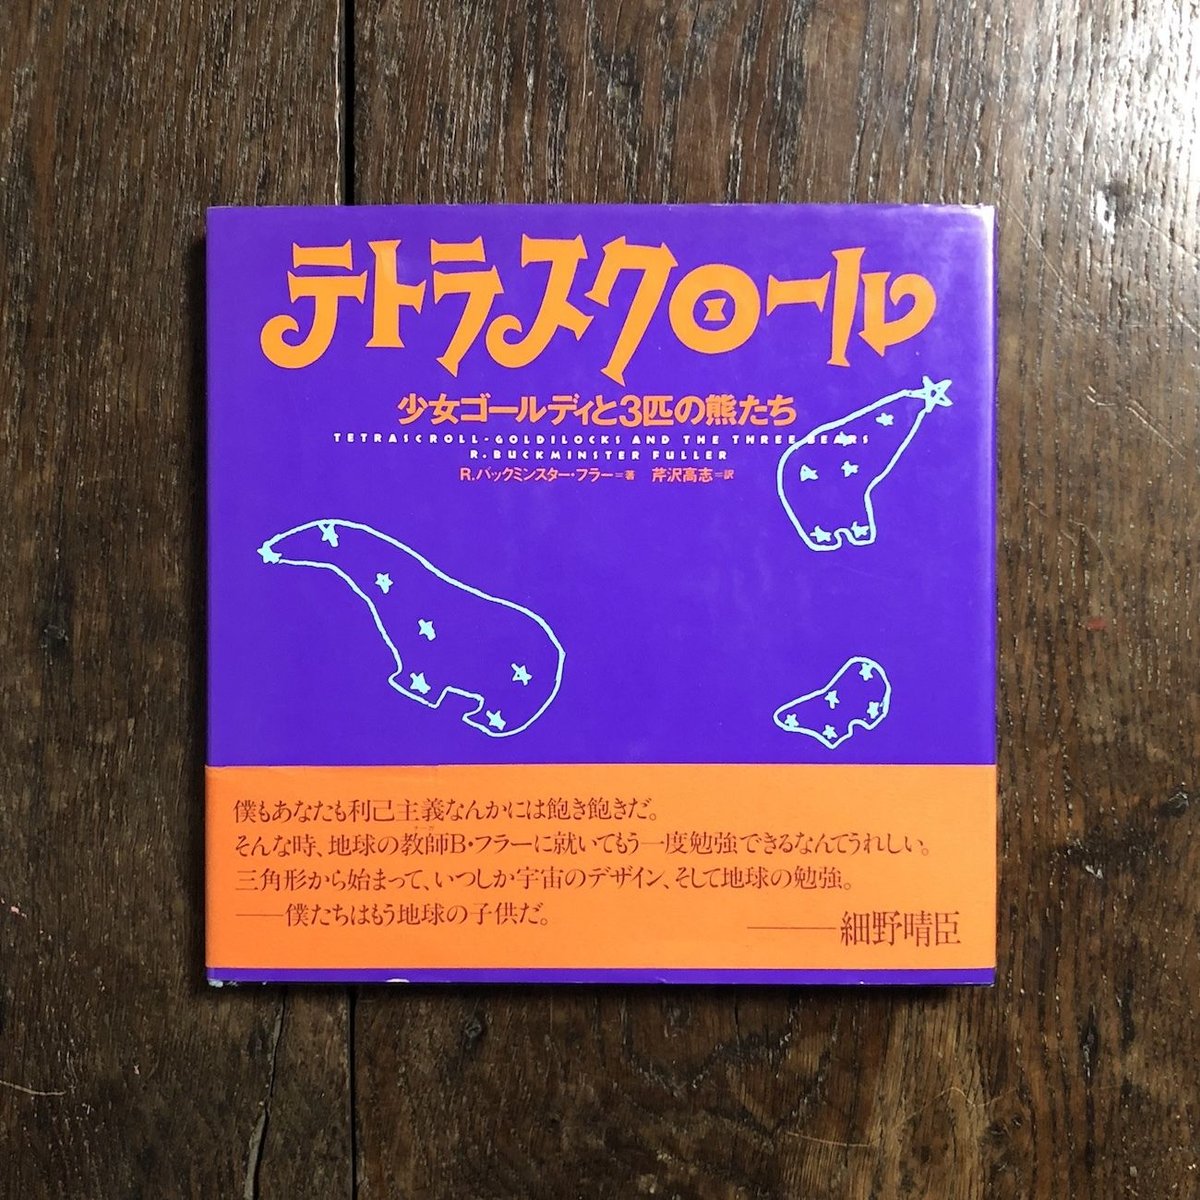 テトラスクロール
少女ゴールディと3匹の熊たち
TETRASCROLL-GOLDILOCKS AND THE THREE BEARS
R. BUCKMINSTER FULLER
R.バックミンスター・フラー=著 芹沢高志=訳
僕もあなたも利己主義なんかには飽き飽きだ。
そんな時、地球の教師B・フラーに就いてもう一度勉強できるなんてうれしい。
三角形から始まって、いつしか宇宙のデザイン、そして地球の勉強。
──僕たちはもう地球の子供だ。
──細野晴臣